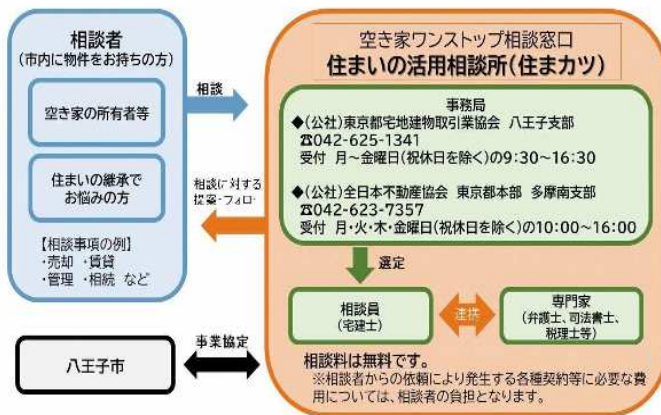 相談者
(市内に物件をお持ちの方)
空き家の所有者等
住まいの継承で
お悩みの方
【相談事項の例】
・売却 ・賃貸
・管理 ・相続 など
相談
相談に対する
提案・フォロー
空き家ワンストップ相談窓口
住まいの活用相談所(住まカツ)
事務局
◆(公社)東京都宅地建物取引業協会 八王子支部
☎042-625-1341
受付 月~金曜日(祝休日を除く)の9:30~16:30
◆(公社)全日本不動産協会 東京都本部 多摩南支部
☎042-623-7357
受付 月・火・木・金曜日(祝休日を除く)の10:00~16:00
選定
相談員
(宅建士)
連携
専門家
(弁護士、司法書士、
税理士等)
八王子市
事業協定
相談料は無料です。
※相談者からの依頼により発生する各種契約等に必要な費
用については、相談者の負担となります。